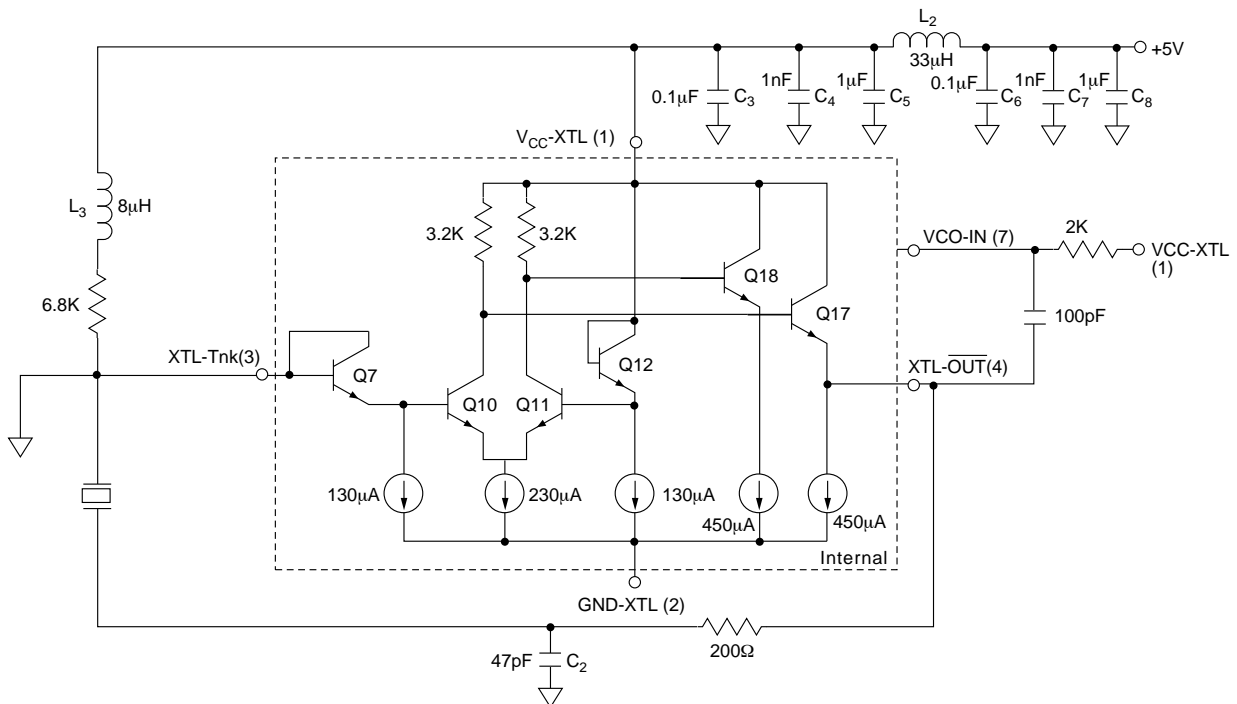 L2
33μH
+5V
0.1μF
C3
1nF
C4
1μF
C5
0.1μF
C6
1nF
C7
1μF
C8
VCC-XTL (1)
L3
8μH
3.2K
3.2K
2K
VCO-IN (7)
VCC-XTL
(1)
Q18
6.8K
Q17
100pF
XTL-Tnk(3)
Q7
Q12
XTL-OUT(4)
Q10
Q11
130μA
230μA
130μA
450μA
450μA
Internal
GND-XTL (2)
47pF
C2
200Ω